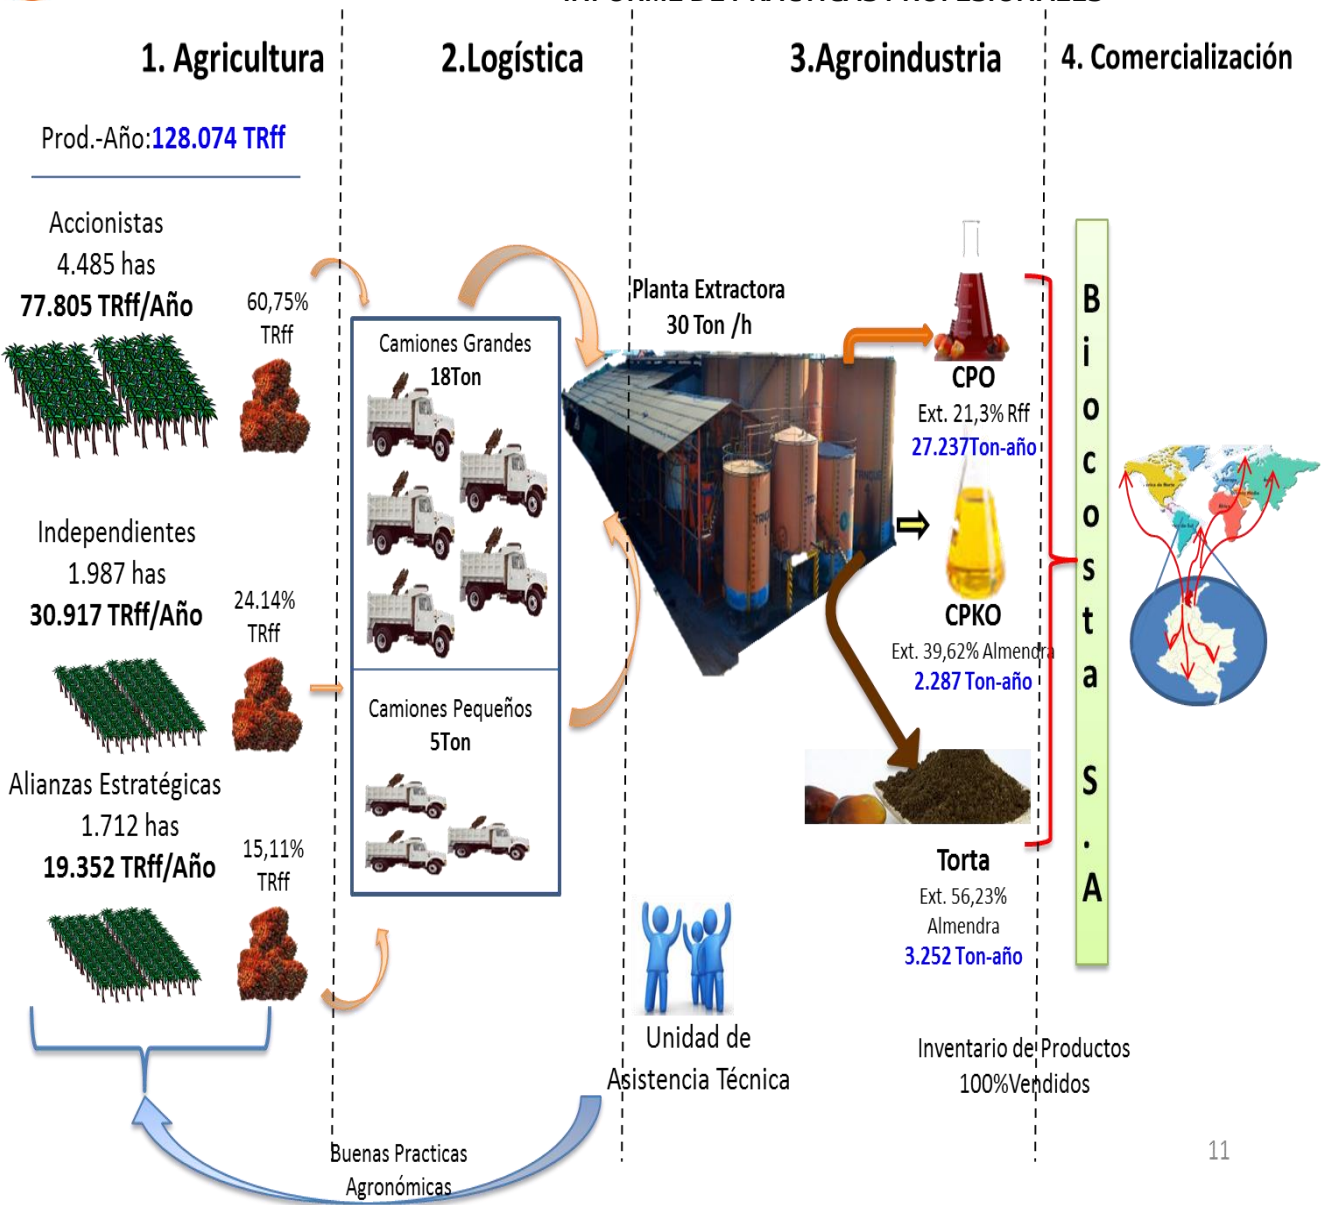 INFORME DE PRACTICAS PROFESIONALES
1. Agricultura
2.Logística
3.Agroindustria
4. Comercialización
Prod.-Año:128.074 TRff
Accionistas
4.485 has
77.805 TRff/Año
60,75%
TRff
Independientes
1.987 has
30.917 TRff/Año
24.14%
TRff
Alianzas Estratégicas
1.712 has
19.352 TRff/Año
15,11%
TRff
Camiones Grandes
18Ton
Camiones Pequeños
5Ton
Buenas Practicas
Agronómicas
Planta Extractora
30 Ton /h
Unidad de
Asistencia Técnica
CPO
Ext. 21,3% Rff
27.237Ton-año
CPKO
Ext. 39,62% Almendra
2.287 Ton-año
Torta
Ext. 56,23%
Almendra
3.252 Ton-año
Inventario de Productos
100%Vendidos
Biocosta S.A
11